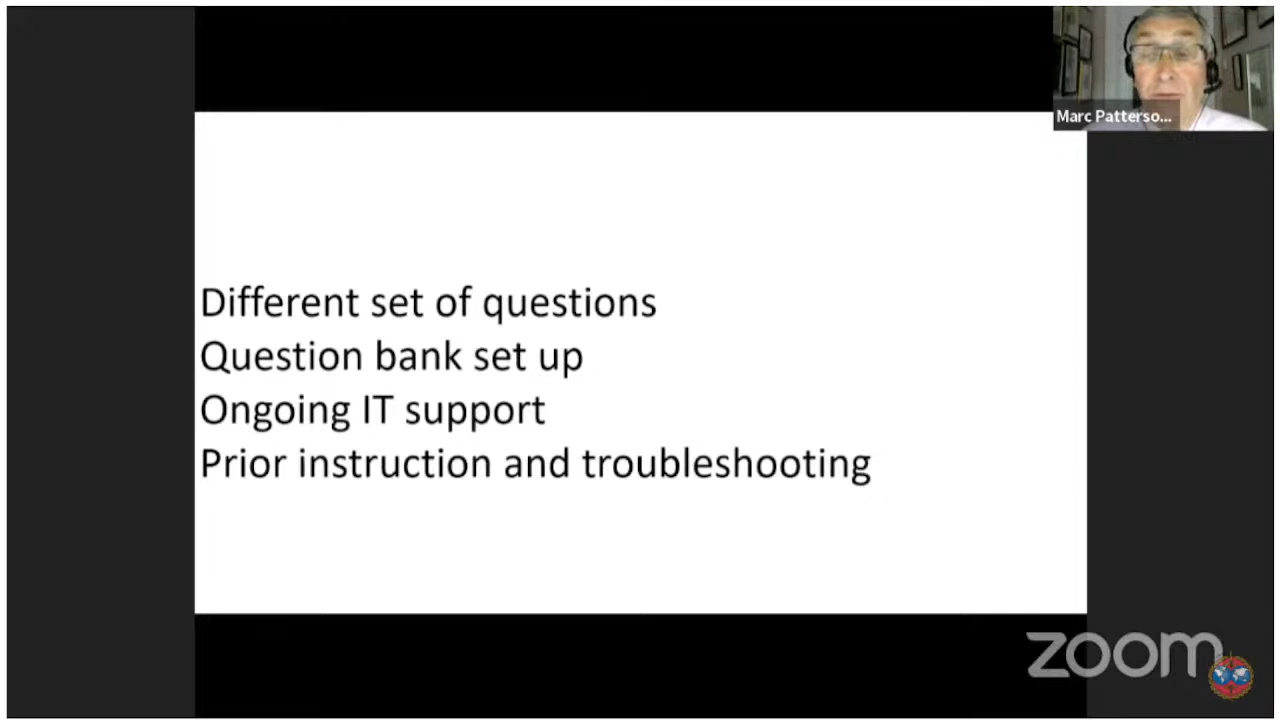 Marc Patterso...
Different set of questions
Question bank set up
Ongoing IT support
Prior instruction and troubleshooting
zoom